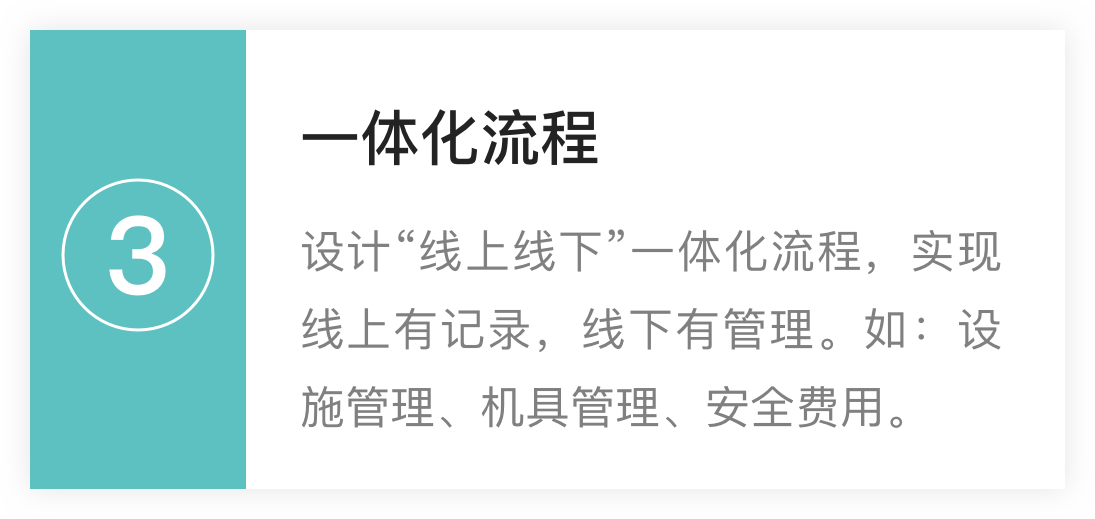 3
一体化流程
设计“线上线下”一体化流程，实现
线上有记录，线下有管理。如：设
施管理、机具管理、安全费用。